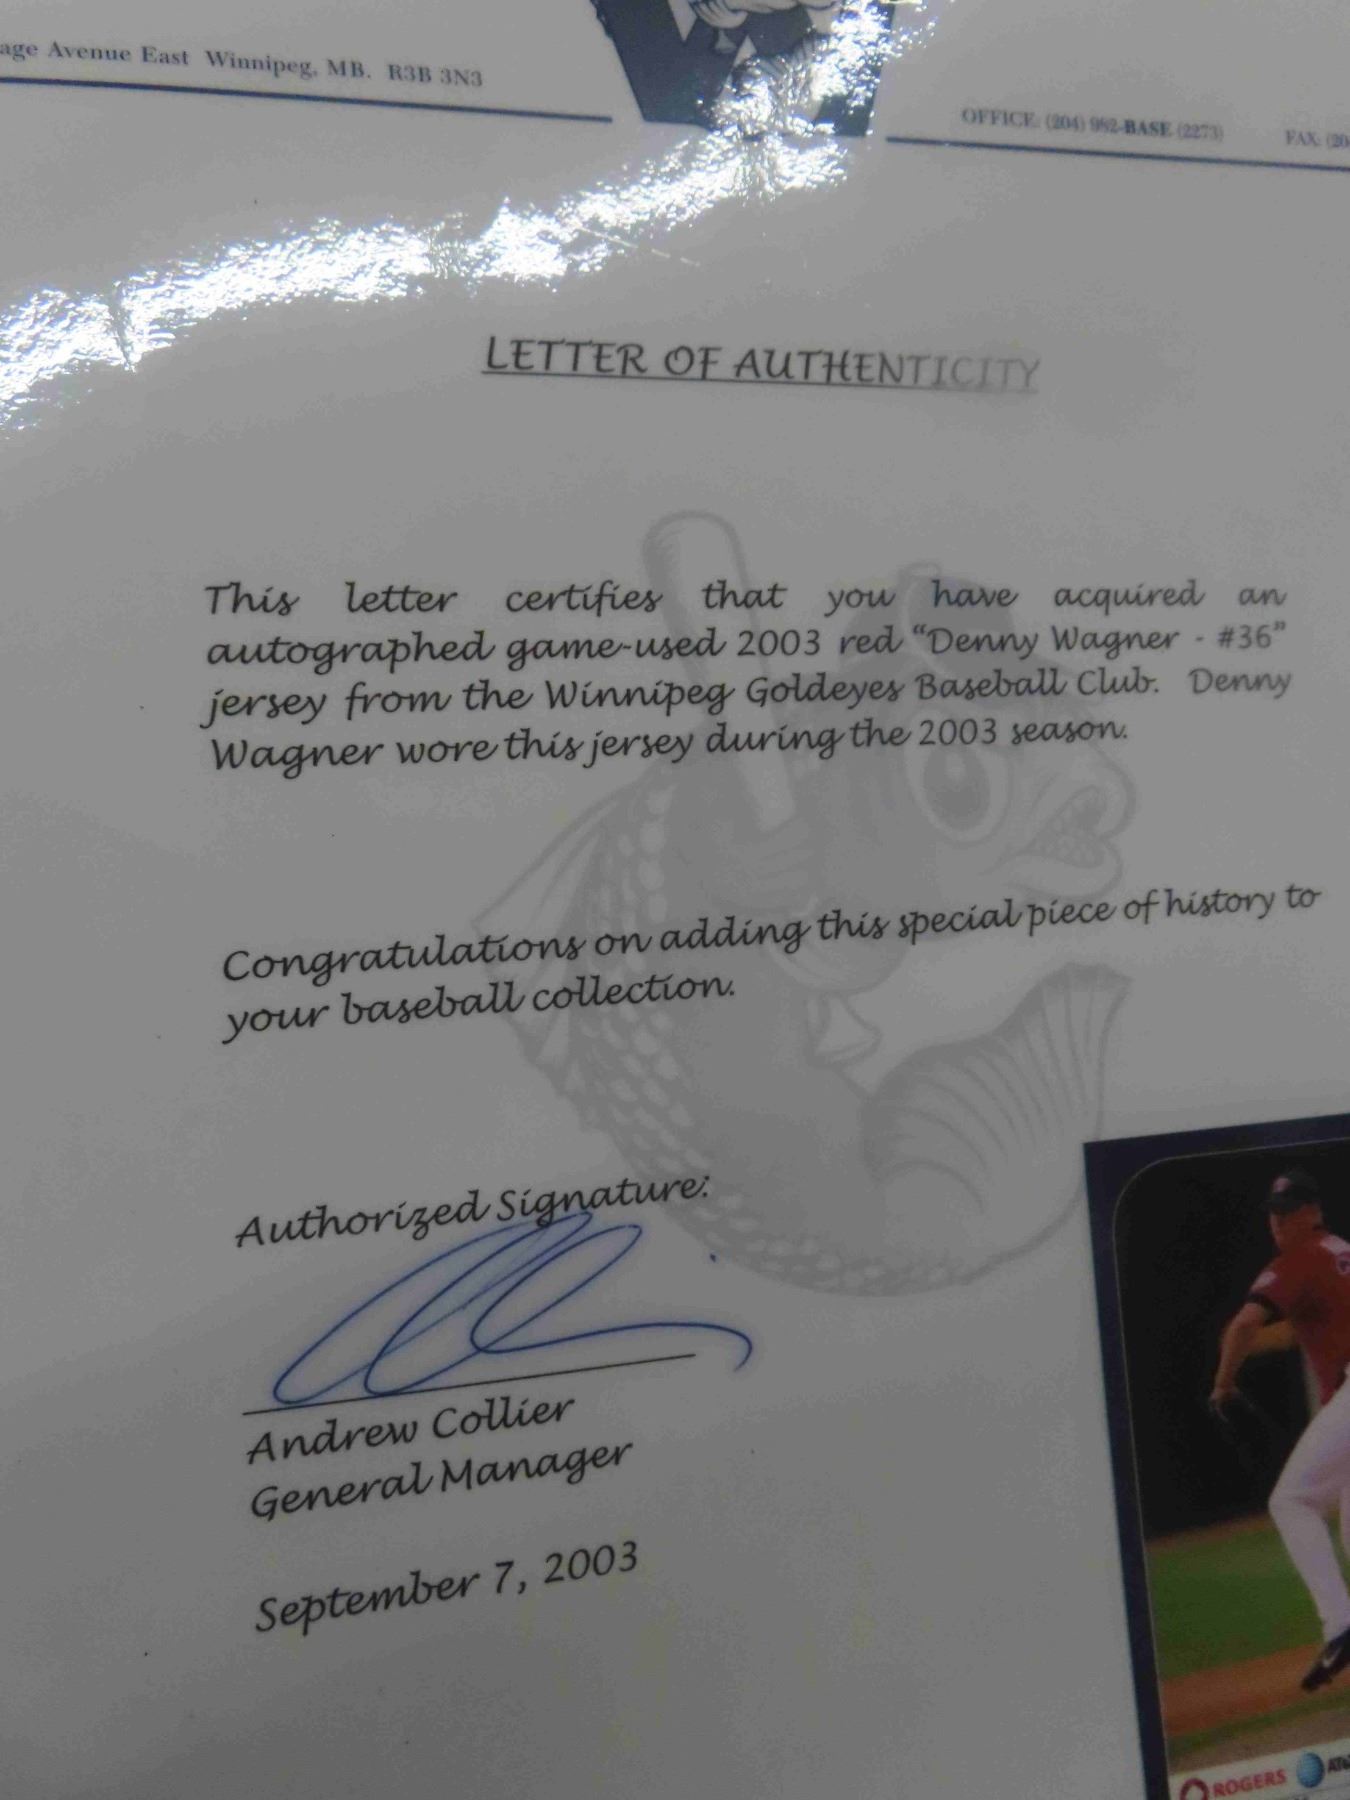 Avenue East Winnipeg, MB. R3B 3N3
OFFICE: (204) 982-BASE (2273) FAX: (20
LETTER OF AUTHENTICITY
This letter certifies that you have acquired an
autographed game-used 2003 red “Denny Wagner - #36”
jersey from the Winnipeg Goldeyes Baseball Club. Denny
Wagner wore this jersey during the 2003 season.
Congratulations on adding this special piece of history to
your baseball collection.
Authorized Signature:
Andrew Collier
General Manager
September 7, 2003
ROGERS